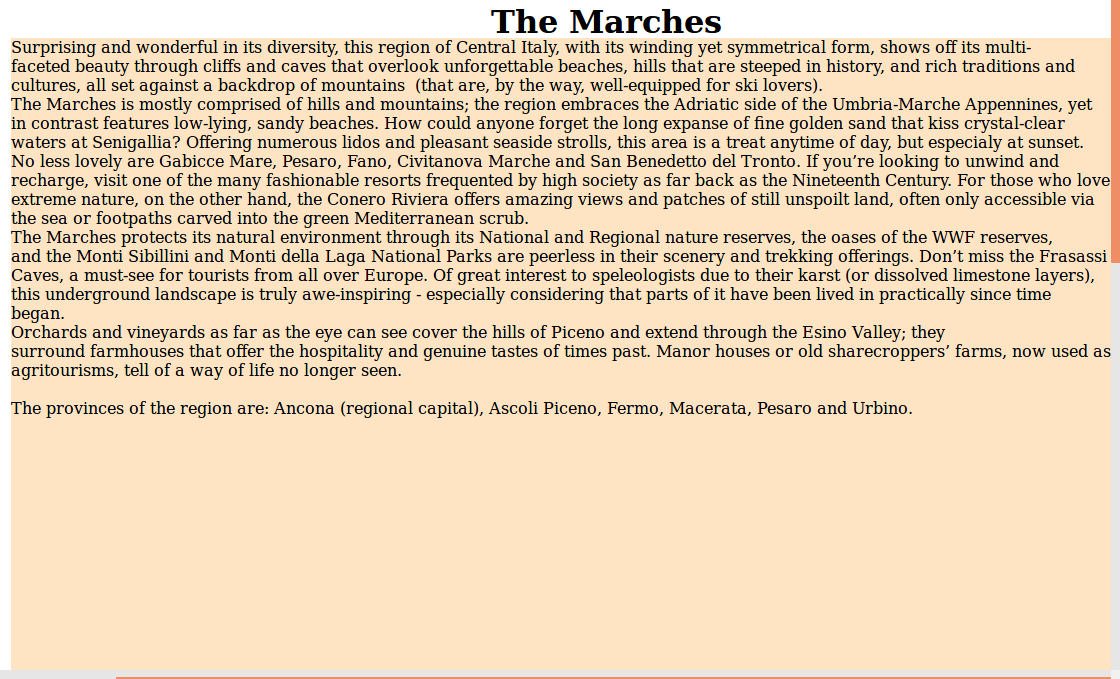 The Marches
Surprising and wonderful in its diversity, this region of Central Italy, with its winding yet symmetrical form, shows off its multi-
faceted beauty through cliffs and caves that overlook unforgettable beaches, hills that are steeped in history, and rich traditions and
cultures, all set against a backdrop of mountains  (that are, by the way, well-equipped for ski lovers).
The Marches is mostly comprised of hills and mountains; the region embraces the Adriatic side of the Umbria-Marche Appennines, yet
in contrast features low-lying, sandy beaches. How could anyone forget the long expanse of fine golden sand that kiss crystal-clear
waters at Senigallia? Offering numerous lidos and pleasant seaside strolls, this area is a treat anytime of day, but especialy at sunset.
No less lovely are Gabicce Mare, Pesaro, Fano, Civitanova Marche and San Benedetto del Tronto. If you’re looking to unwind and
recharge, visit one of the many fashionable resorts frequented by high society as far back as the Nineteenth Century. For those who love
extreme nature, on the other hand, the Conero Riviera offers amazing views and patches of still unspoilt land, often only accessible via
the sea or footpaths carved into the green Mediterranean scrub.
The Marches protects its natural environment through its National and Regional nature reserves, the oases of the WWF reserves,
and the Monti Sibillini and Monti della Laga National Parks are peerless in their scenery and trekking offerings. Don’t miss the Frasassi
Caves, a must-see for tourists from all over Europe. Of great interest to speleologists due to their karst (or dissolved limestone layers),
this underground landscape is truly awe-inspiring - especially considering that parts of it have been lived in practically since time
began.
Orchards and vineyards as far as the eye can see cover the hills of Piceno and extend through the Esino Valley; they
surround farmhouses that offer the hospitality and genuine tastes of times past. Manor houses or old sharecroppers’ farms, now used as
agritourisms, tell of a way of life no longer seen.
The provinces of the region are: Ancona (regional capital), Ascoli Piceno, Fermo, Macerata, Pesaro and Urbino.